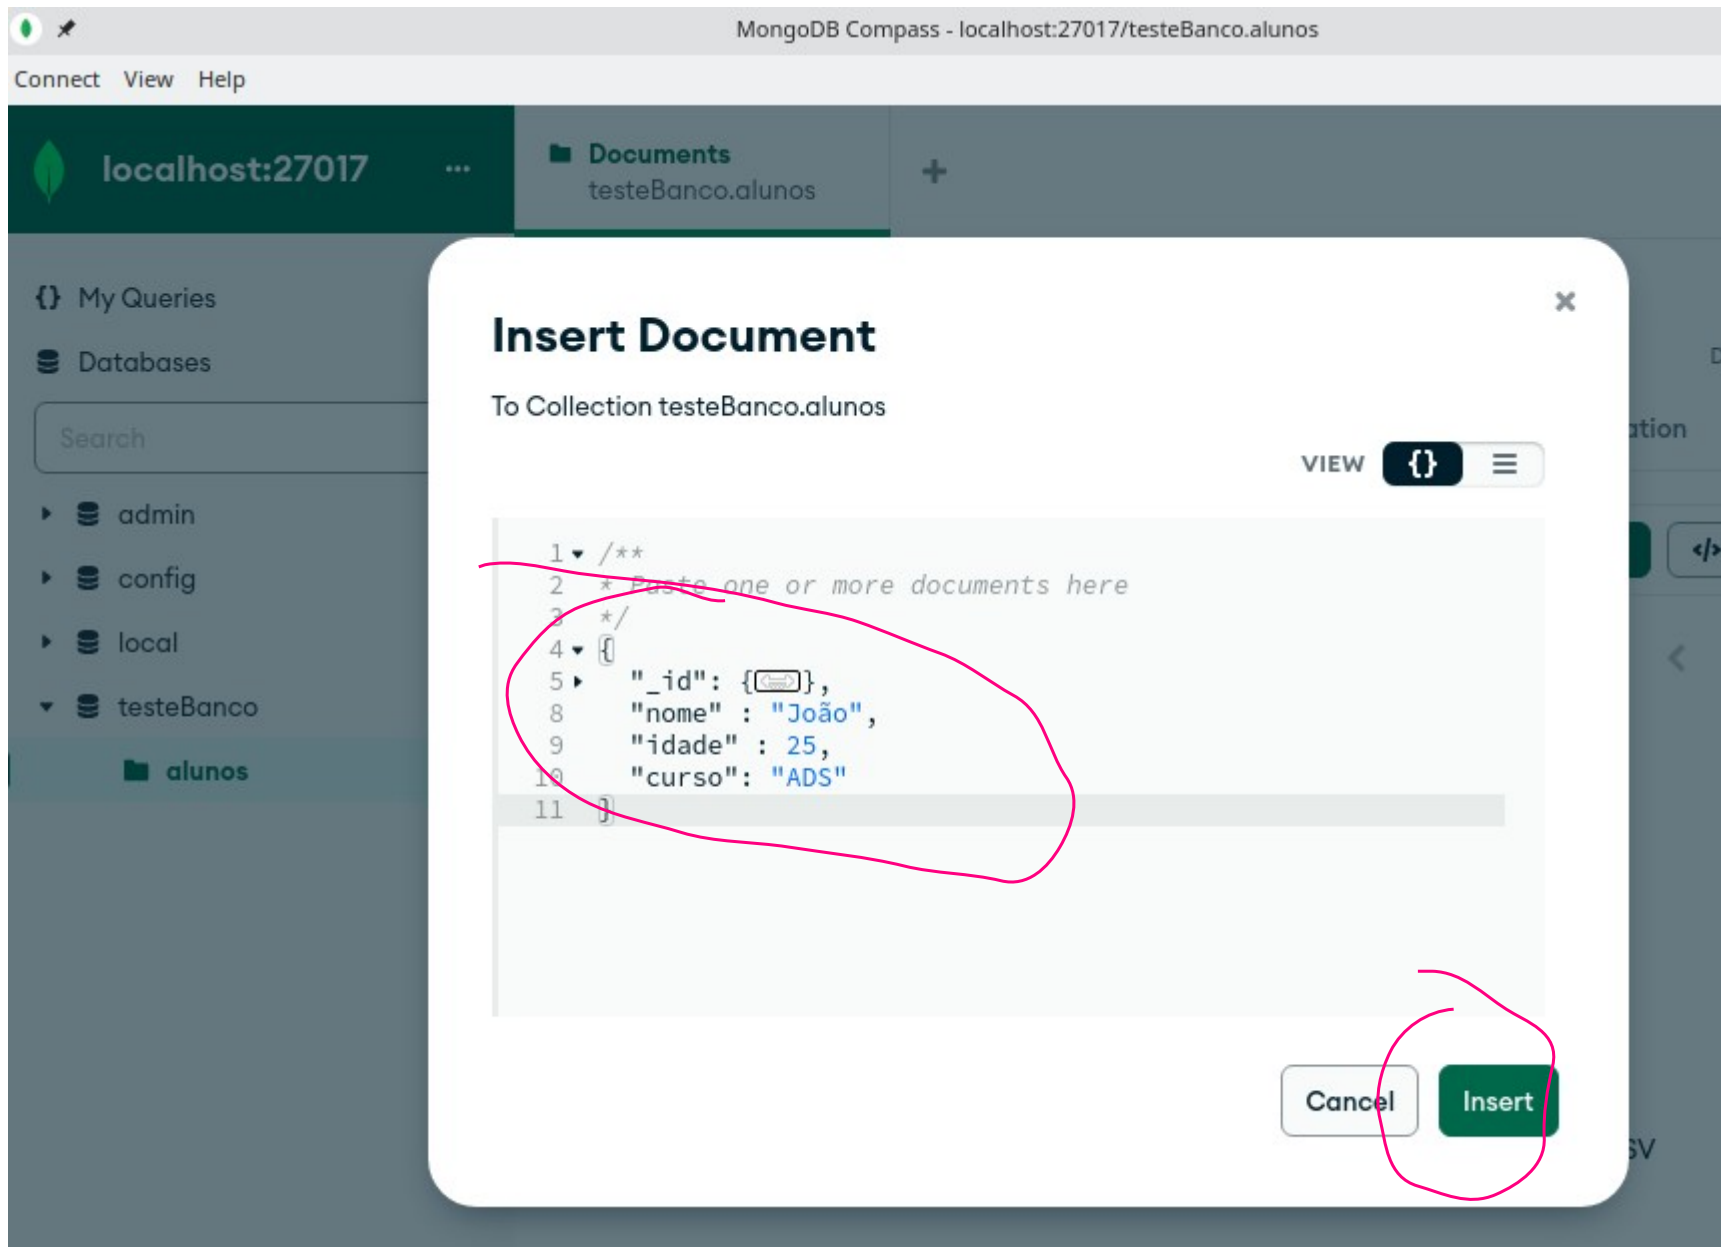 MongoDB Compass - localhost:27017/testeBanco.alunos
Connect View Help
localhost:27017 ...
Documents
testeBanco.alunos
+
{} My Queries
Databases
Search
admin
config
local
testeBanco
alunos
Insert Document
To Collection testeBanco.alunos
VIEW {}
1 /**
2 * Paste one or more documents here
3 */
4 {
5 "_id": {},
8 "nome" : "João",
9 "idade" : 25,
10 "curso": "ADS"
11 }
Cancel Insert